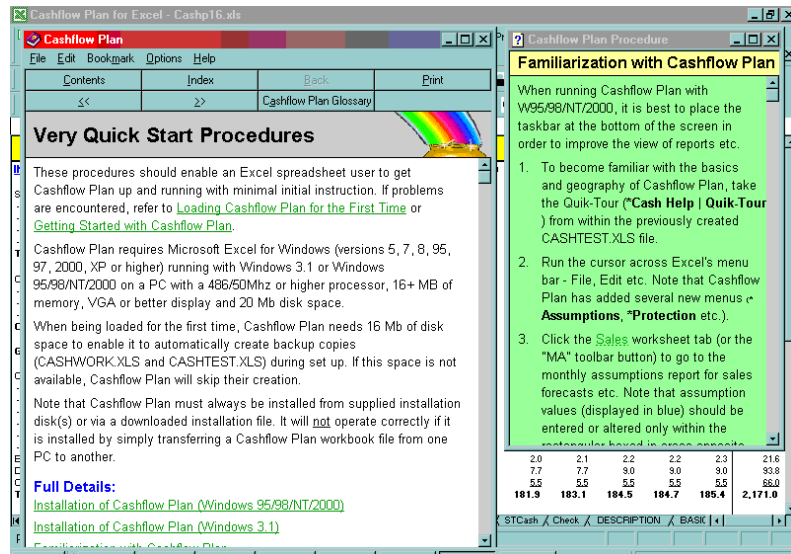 Cashflow Plan for Excel - Cashp16.xls
Cashflow Plan
File Edit Bookmark Options Help
Contents Index Back Print
<< >> Cashflow Plan Glossary
Very Quick Start Procedures
These procedures should enable an Excel spreadsheet user to get
Cashflow Plan up and running with minimal initial instruction. If problems
are encountered, refer to Loading Cashflow Plan for the First Time or
Getting Started with Cashflow Plan.
Cashflow Plan requires Microsoft Excel for Windows (versions 5, 7, 8, 95,
97, 2000, XP or higher) running with Windows 3.1 or Windows
95/98/NT/2000 on a PC with a 486/50Mhz or higher processor, 16+ MB of
memory, VGA or better display and 20 Mb disk space.
When being loaded for the first time, Cashflow Plan needs 16 Mb of disk
space to enable it to automatically create backup copies
(CASHWORK.XLS and CASHTEST.XLS) during set up. If this space is not
available, Cashflow Plan will skip their creation.
Note that Cashflow Plan must always be installed from supplied installation
disk(s) or via a downloaded installation file. It will not operate correctly if it
is installed by simply transferring a Cashflow Plan workbook file from one
PC to another.
Full Details:
Installation of Cashflow Plan (Windows 95/98/NT/2000)
Installation of Cashflow Plan (Windows 3.1)
Familiarization with Cashflow Plan
Cashflow Plan Procedure
Familiarization with Cashflow Plan
When running Cashflow Plan with
W95/98/NT/2000, it is best to place the
taskbar at the bottom of the screen in
order to improve the view of reports etc.
1. To become familiar with the basics
and geography of Cashflow Plan, take
the Quik-Tour (*Cash Help | Quik-Tour
) from within the previously created
CASHTEST.XLS file.
2. Run the cursor across Excel's menu
bar - File, Edit etc. Note that Cashflow
Plan has added several new menus (*
Assumptions, *Protection etc.).
3. Click the Sales worksheet tab (or the
"MA" toolbar button) to go to the
monthly assumptions report for sales
forecasts etc. Note that assumption
values (displayed in blue) should be
entered or altered only within the
2.0 2.1 2.2 2.2 2.3 21.6
7.7 7.7 9.0 9.0 9.0 93.8
5.5 5.5 5.5 5.5 5.5 66.0
181.9 183.1 184.5 184.7 185.4 2,171.0
STCash Check DESCRIPTION BASIC